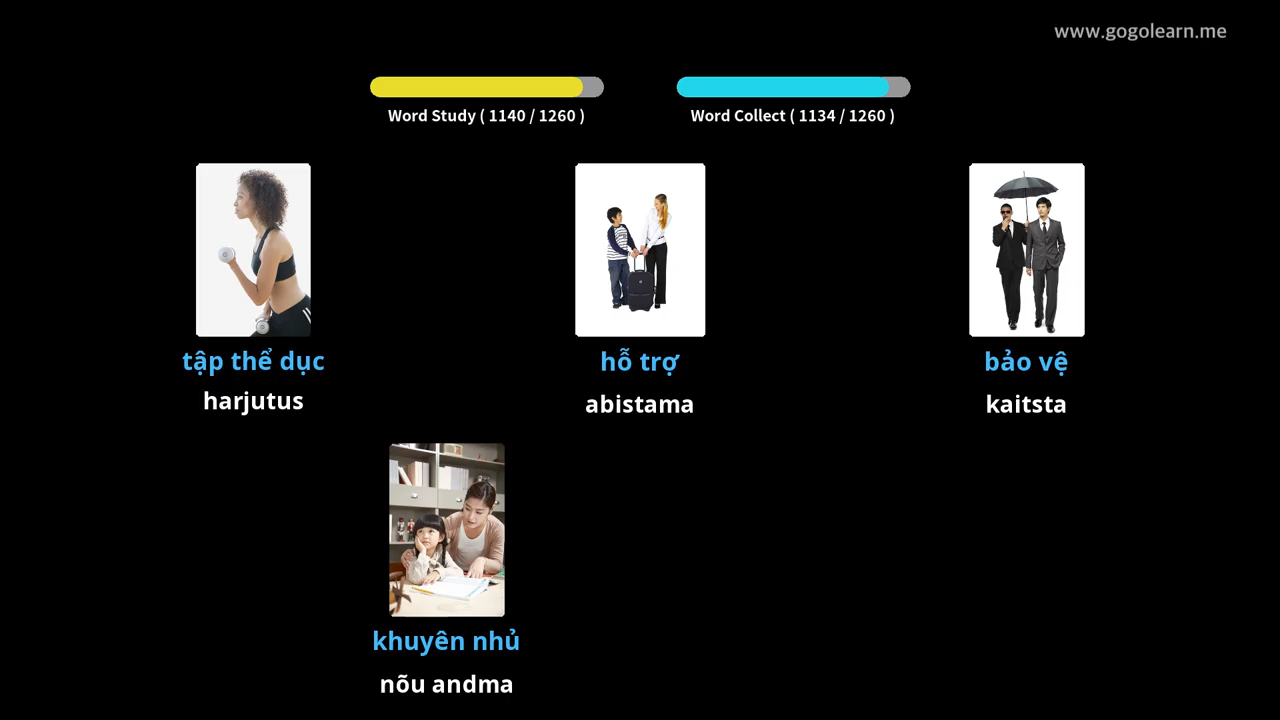 www.gogolearn.me
Word Study ( 1140 / 1260 )
Word Collect ( 1134 / 1260 )
tập thể dục
harjutus
hỗ trợ
abistama
bảo vệ
kaitsta
khuyên nhủ
nõu andma